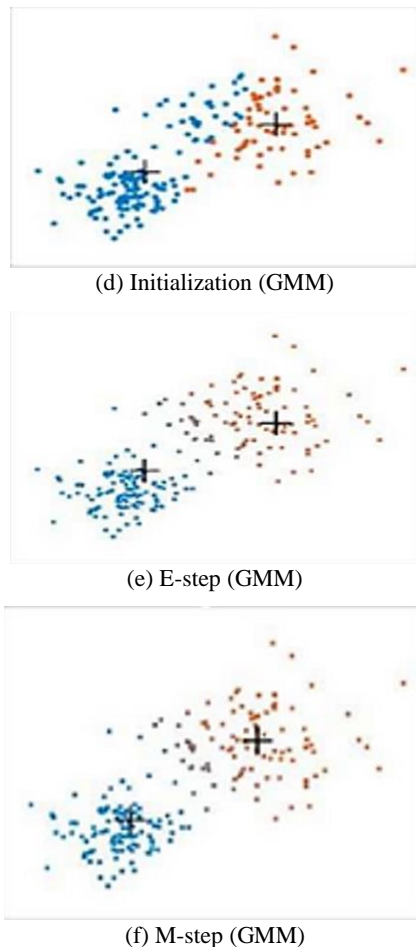 (d) Initialization (GMM)
(e) E-step (GMM)
(f) M-step (GMM)